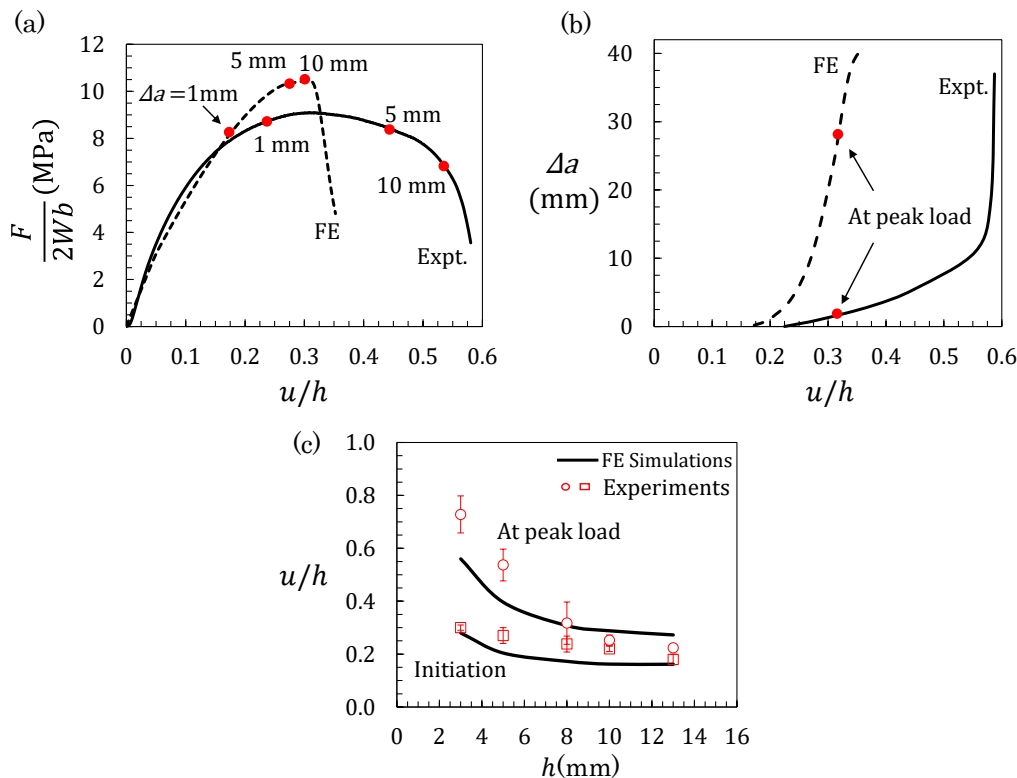 (a)
12
10
8
6
4
2
0
F
2Wb
(MPa)
5 mm
10 mm
Δa = 1mm
1 mm
5 mm
10 mm
FE
Expt.
0 0.1 0.2 0.3 0.4 0.5 0.6
u/h
(b)
40
30
20
10
0
Δa
(mm)
FE
Expt.
At peak load
0 0.1 0.2 0.3 0.4 0.5 0.6
u/h
(c)
1.0
0.8
0.6
0.4
0.2
0.0
u/h
FE Simulations
Experiments
At peak load
Initiation
0 2 4 6 8 10 12 14 16
h(mm)